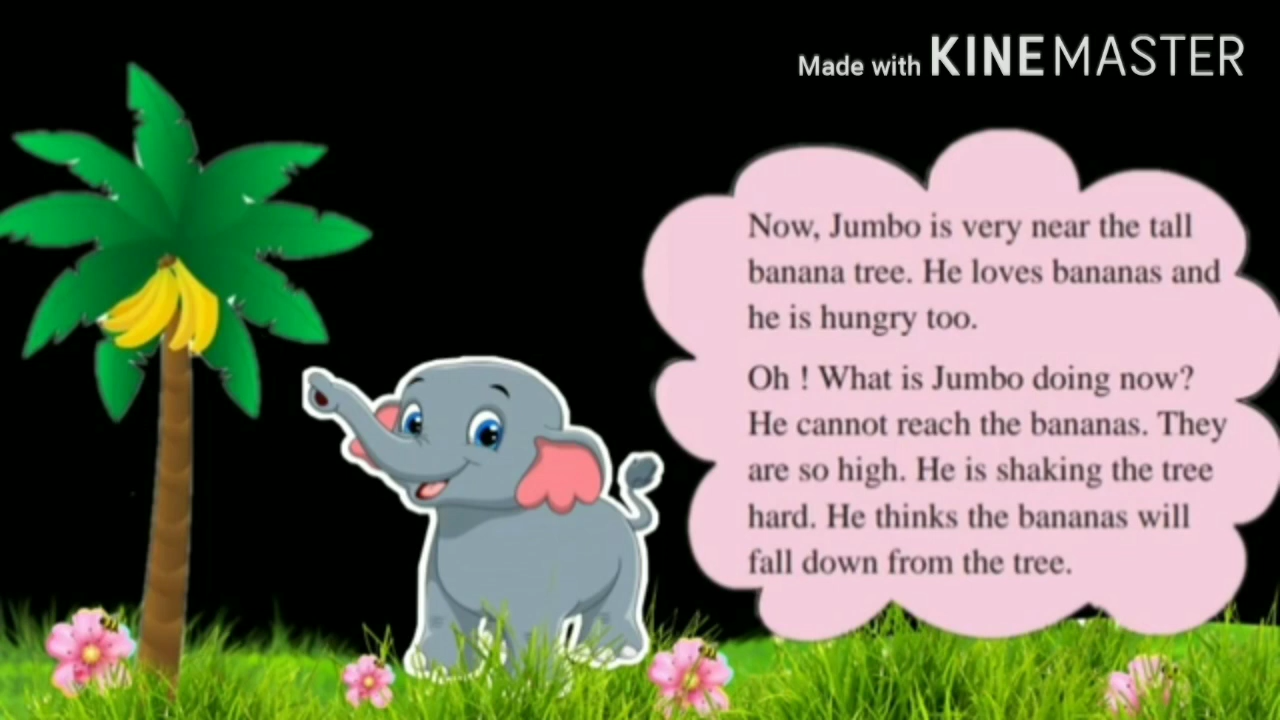 Made with KINEMASTER
Now, Jumbo is very near the tall
banana tree. He loves bananas and
he is hungry too.
Oh ! What is Jumbo doing now?
He cannot reach the bananas. They
are so high. He is shaking the tree
hard. He thinks the bananas will
fall down from the tree.